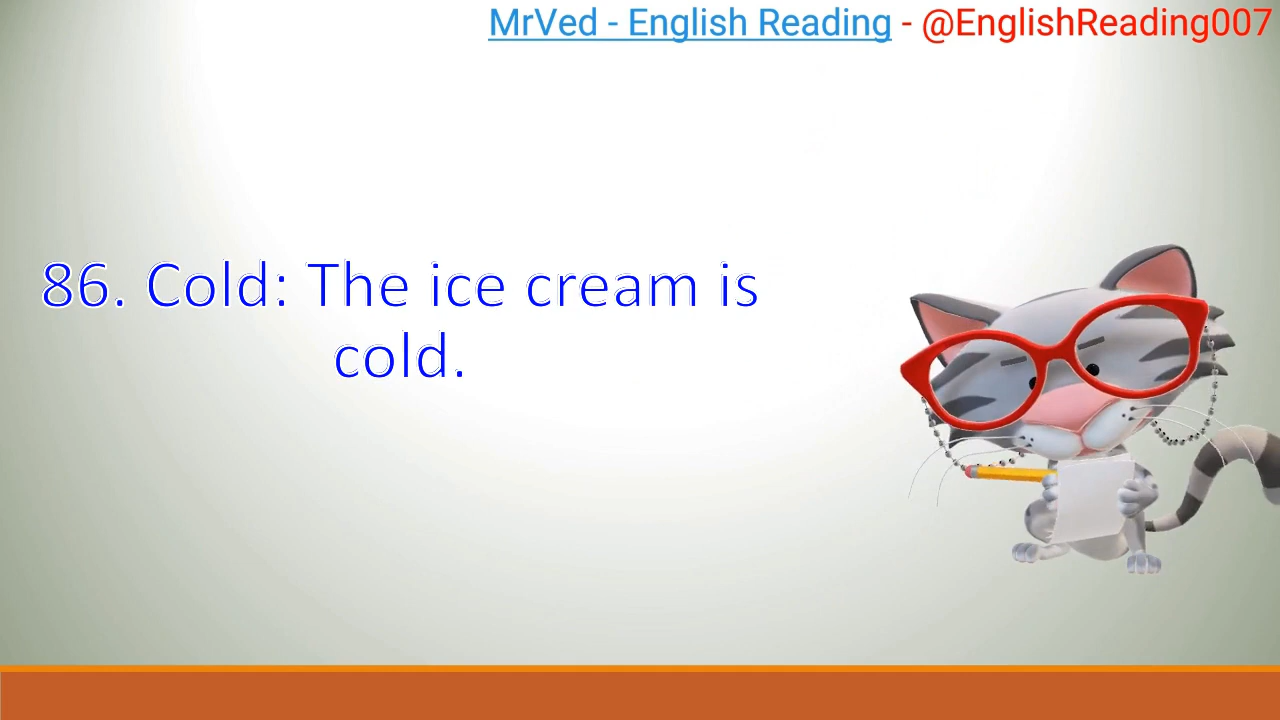 MrVed - English Reading - @EnglishReading007
86. Cold: The ice cream is
cold.